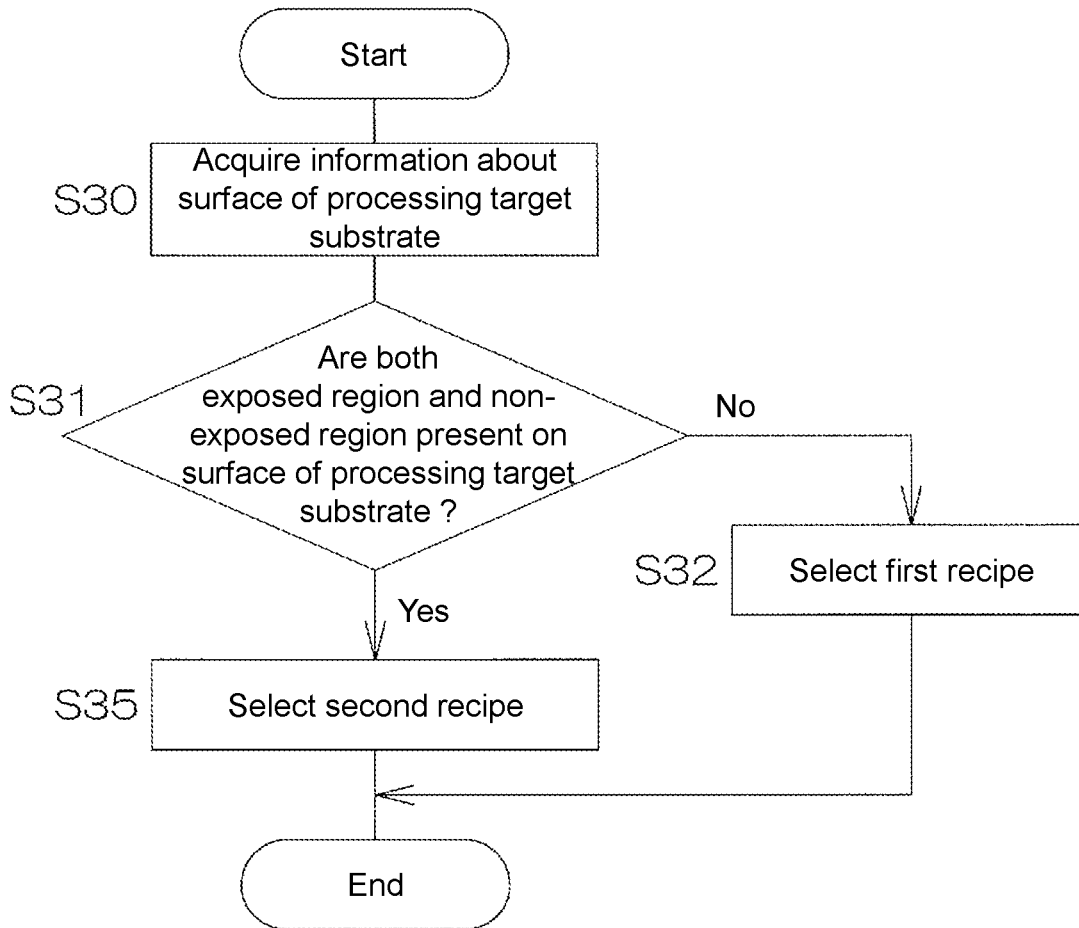 Start
S30
Acquire information about
surface of processing target
substrate
S31
Are both
exposed region and non-
exposed region present on
surface of processing target
substrate ?
No
S32
Select first recipe
Yes
S35
Select second recipe
End